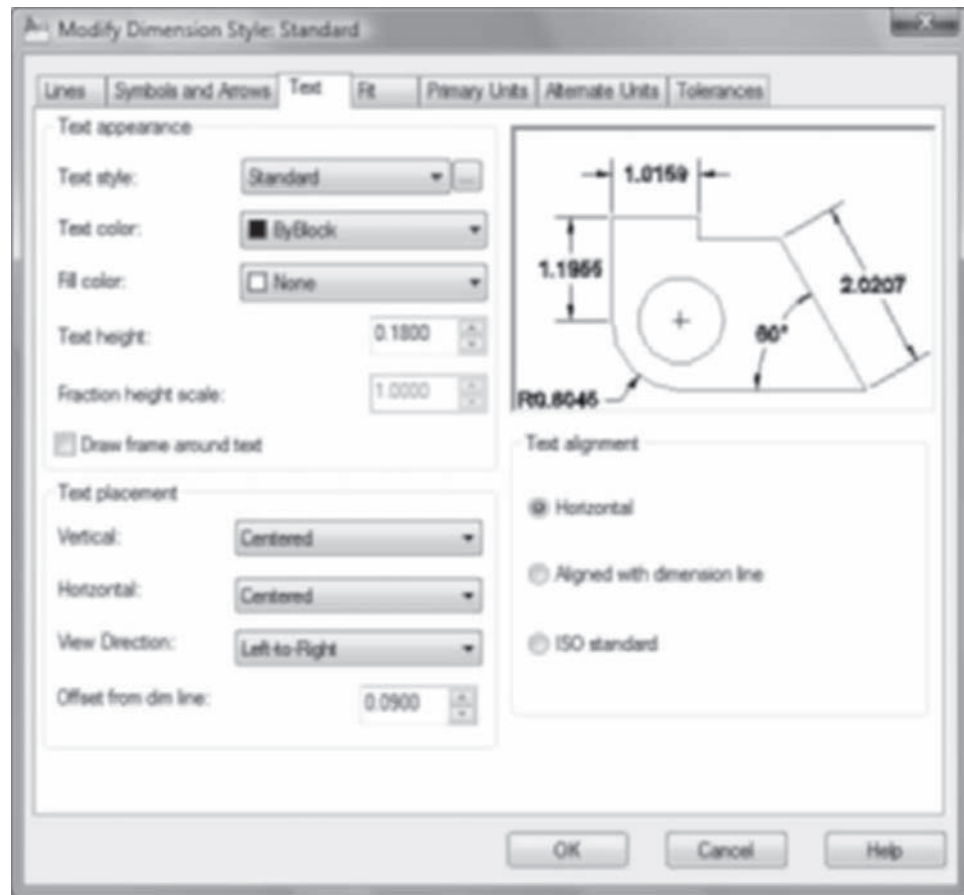 Modify Dimension Style: Standard
Lines
Symbols and Arrows
Text
Fit
Primary Units
Alternate Units
Tolerances
Text appearance
Text style:
Standard
...
Text color:
ByBlock
Fill color:
None
Text height:
0.1800
Fraction height scale:
1.0000
Draw frame around text
Text placement
Vertical:
Centered
Horizontal:
Centered
View Direction:
Left-to-Right
Offset from dim line:
0.0900
1.0159
1.1955
2.0207
60°
R0.8045
Text alignment
Horizontal
Aligned with dimension line
ISO standard
OK
Cancel
Help